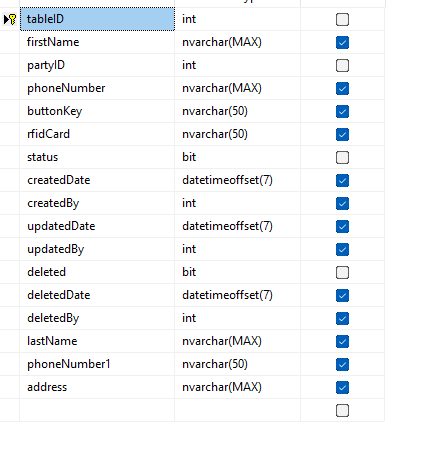 tableID int
firstName nvarchar(MAX)
partyID int
phoneNumber nvarchar(MAX)
buttonKey nvarchar(50)
rfidCard nvarchar(50)
status bit
createdDate datetimeoffset(7)
createdBy int
updatedDate datetimeoffset(7)
updatedBy int
deleted bit
deletedDate datetimeoffset(7)
deletedBy int
lastName nvarchar(MAX)
phoneNumber1 nvarchar(50)
address nvarchar(MAX)